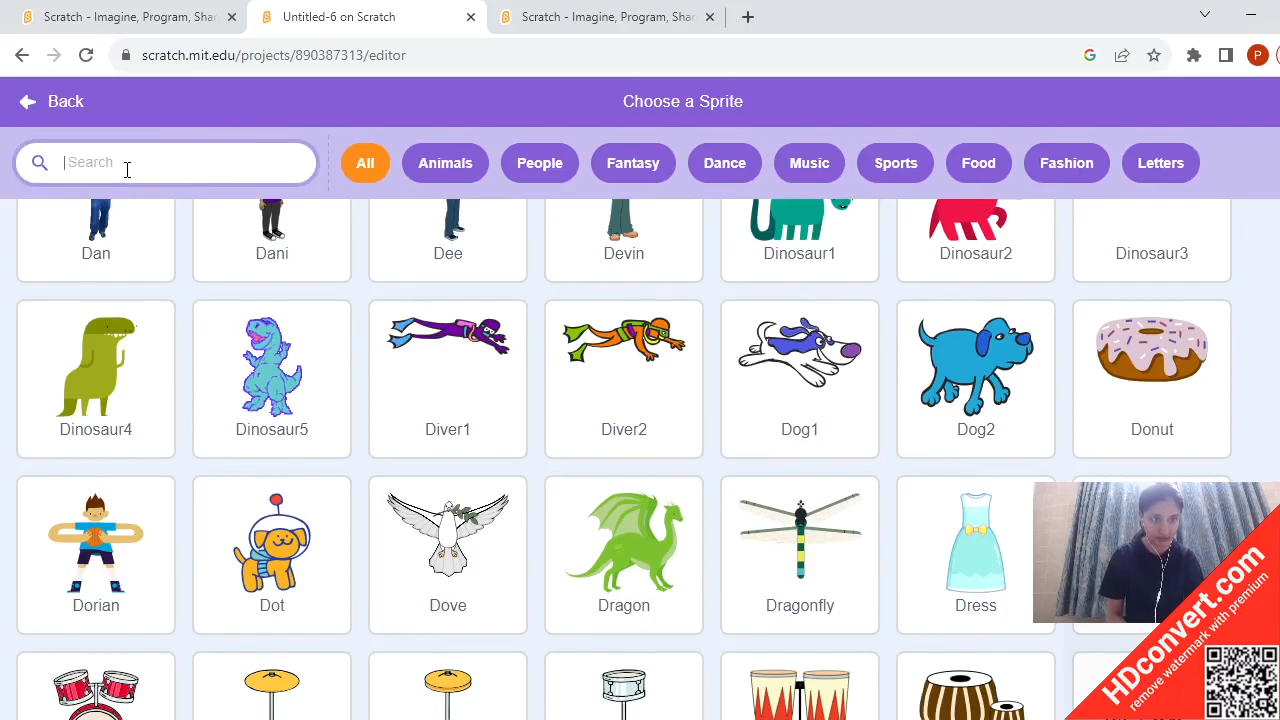 Scratch - Imagine, Program, Shar
Untitled-6 on Scratch
Scratch - Imagine, Program, Shar
scratch.mit.edu/projects/890387313/editor
P
Back
Choose a Sprite
Search
All
Animals
People
Fantasy
Dance
Music
Sports
Food
Fashion
Letters
Dan
Dani
Dee
Devin
Dinosaur1
Dinosaur2
Dinosaur3
Dinosaur4
Dinosaur5
Diver1
Diver2
Dog1
Dog2
Donut
Dorian
Dot
Dove
Dragon
Dragonfly
Dress
HDconvert.com
remove watermark with premium